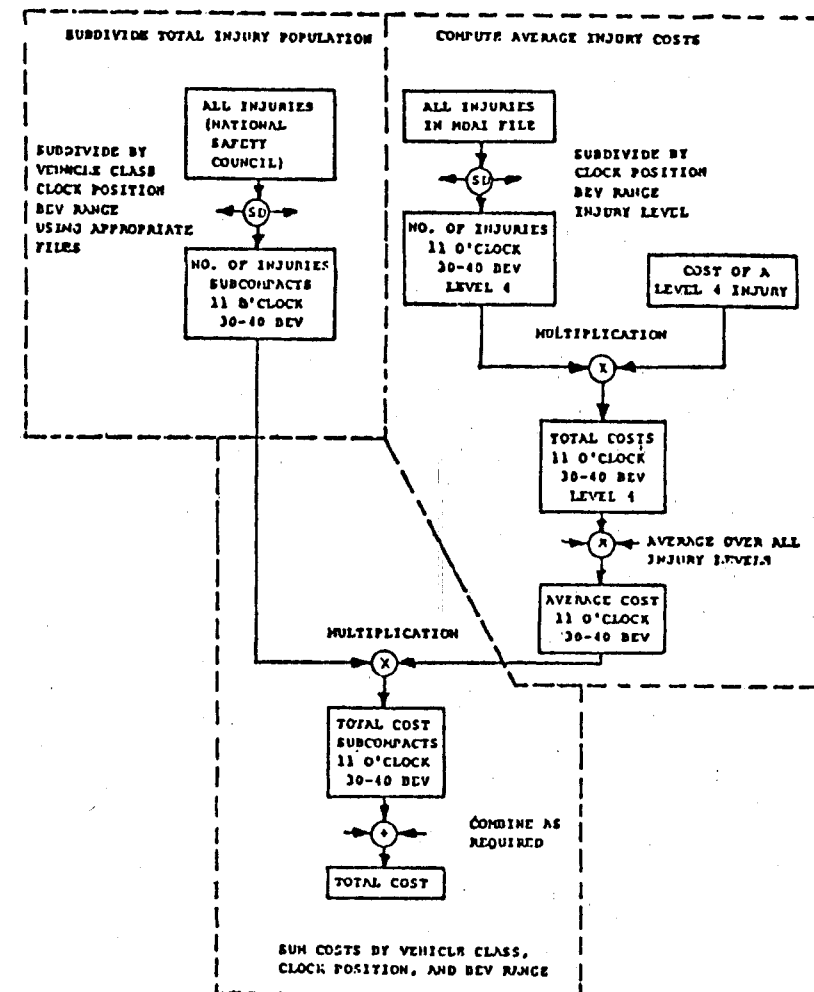 SUBDIVIDE TOTAL INJURY POPULATION
ALL INJURIES
(NATIONAL
SAFETY
COUNCIL)
SUBDIVIDE BY
VEHICLE CLASS
CLOCK POSITION
BEV RANGE
USING APPROPRIATE
FILES
SD
NO. OF INJURIES
SUBCOMPACTS
11 O'CLOCK
30-40 BEV
COMPUTE AVERAGE INJURY COSTS
ALL INJURIES
IN MDAI FILE
SUBDIVIDE BY
CLOCK POSITION
BEV RANGE
INJURY LEVEL
SD
NO. OF INJURIES
11 O'CLOCK
30-40 BEV
LEVEL 4
COST OF A
LEVEL 4 INJURY
MULTIPLICATION
X
TOTAL COSTS
11 O'CLOCK
30-40 BEV
LEVEL 4
AVERAGE OVER ALL
INJURY LEVELS
AVERAGE COST
11 O'CLOCK
30-40 BEV
MULTIPLICATION
X
TOTAL COST
SUBCOMPACTS
11 O'CLOCK
30-40 BEV
+
COMBINE AS
REQUIRED
TOTAL COST
SUM COSTS BY VEHICLE CLASS,
CLOCK POSITION, AND BEV RANGE